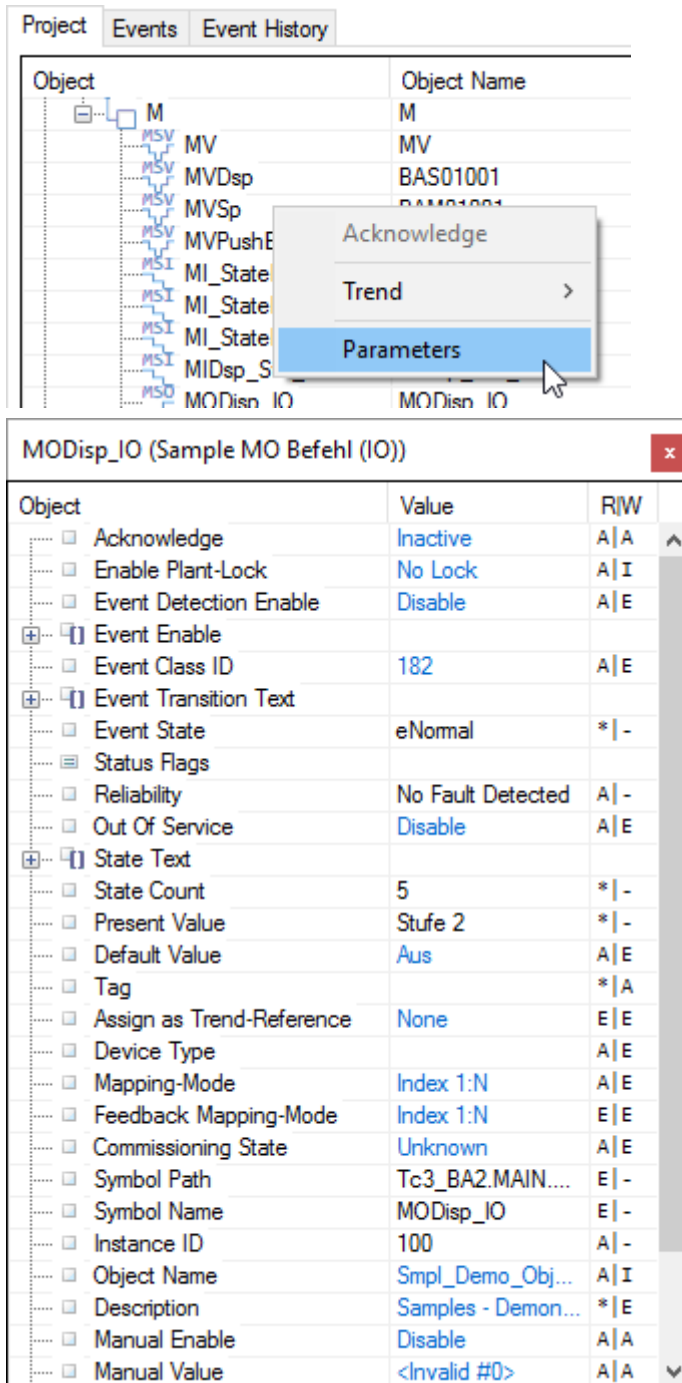 Project Events Event History
Object Object Name
M M
MSV MV MV
MSV MVDsp BAS01001
MSV MVSp
MSV MVPushB
MSI MI_State
MSI MI_State
MSI MI_State
MSI MIDsp_S
MSO MODisp_IO MODisp_IO
Acknowledge
Trend >
Parameters
MODisp_IO (Sample MO Befehl (IO)) x
Object Value R|W
Acknowledge Inactive A|A
Enable Plant-Lock No Lock A|I
Event Detection Enable Disable A|E
Event Enable
Event Class ID 182 A|E
Event Transition Text
Event State eNormal *|-
Status Flags
Reliability No Fault Detected A|-
Out Of Service Disable A|E
State Text
State Count 5 *|-
Present Value Stufe 2 *|-
Default Value Aus A|E
Tag *|A
Assign as Trend-Reference None E|E
Device Type A|E
Mapping-Mode Index 1:N A|E
Feedback Mapping-Mode Index 1:N E|E
Commissioning State Unknown A|E
Symbol Path Tc3_BA2.MAIN.... E|-
Symbol Name MODisp_IO E|-
Instance ID 100 A|-
Object Name Smpl_Demo_Obj... A|I
Description Samples - Demon... *|E
Manual Enable Disable A|A
Manual Value <Invalid #0> A|A